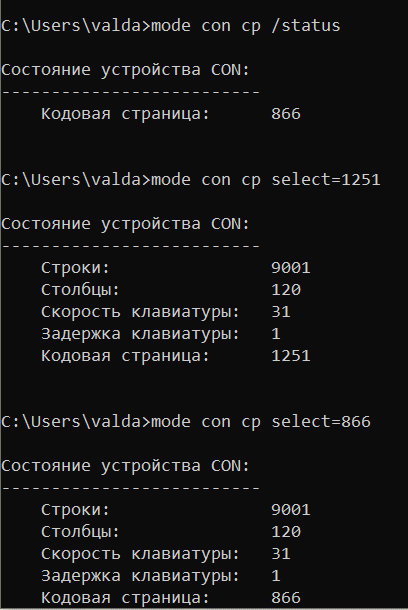 C:\Users\valda>mode con cp /status
Состояние устройства CON:
--------------------------
Кодовая страница: 866
C:\Users\valda>mode con cp select=1251
Состояние устройства CON:
--------------------------
Строки: 9001
Столбцы: 120
Скорость клавиатуры: 31
Задержка клавиатуры: 1
Кодовая страница: 1251
C:\Users\valda>mode con cp select=866
Состояние устройства CON:
--------------------------
Строки: 9001
Столбцы: 120
Скорость клавиатуры: 31
Задержка клавиатуры: 1
Кодовая страница: 866